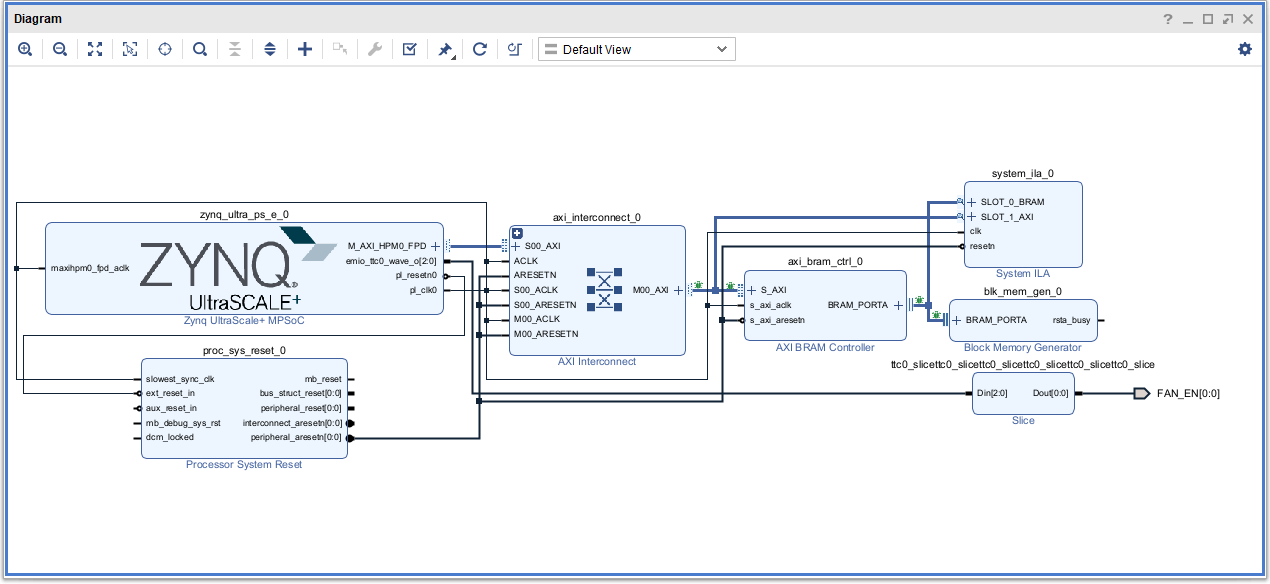 Diagram
Default View
zynq_ultra_ps_e_0
maxihpm0_fpd_aclk
ZYNQ
UltraSCALE+
M_AXI_HPM0_FPD
emio_ttc0_wave_o[2:0]
pl_resetn0
pl_clk0
Zynq UltraScale+ MPSoC
proc_sys_reset_0
slowest_sync_clk
ext_reset_in
aux_reset_in
mb_debug_sys_rst
dcm_locked
mb_reset
bus_struct_reset[0:0]
peripheral_reset[0:0]
interconnect_aresetn[0:0]
peripheral_aresetn[0:0]
Processor System Reset
axi_interconnect_0
S00_AXI
ACLK
ARESETN
S00_ACLK
S00_ARESETN
M00_ACLK
M00_ARESETN
M00_AXI
AXI Interconnect
axi_bram_ctrl_0
S_AXI
s_axi_aclk
s_axi_aresetn
BRAM_PORTA
AXI BRAM Controller
system_ila_0
SLOT_0_BRAM
SLOT_1_AXI
clk
resetn
System ILA
blk_mem_gen_0
BRAM_PORTA
rsta_busy
Block Memory Generator
ttc0_slicettc0_slicettc0_slicettc0_slicettc0_slicettc0_slice
Din[2:0]
Dout[0:0]
Slice
FAN_EN[0:0]